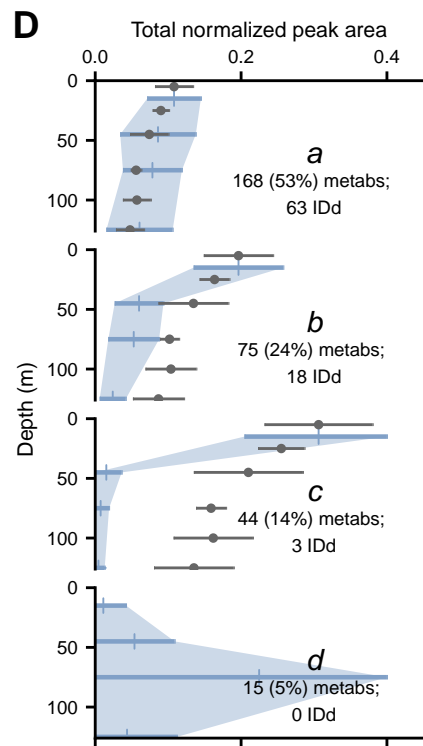 D
Total normalized peak area
0.0 0.2 0.4
0
50
100
a
168 (53%) metabs;
63 IDd
0
50
100
b
75 (24%) metabs;
18 IDd
Depth (m)
0
50
100
c
44 (14%) metabs;
3 IDd
0
50
100
d
15 (5%) metabs;
0 IDd